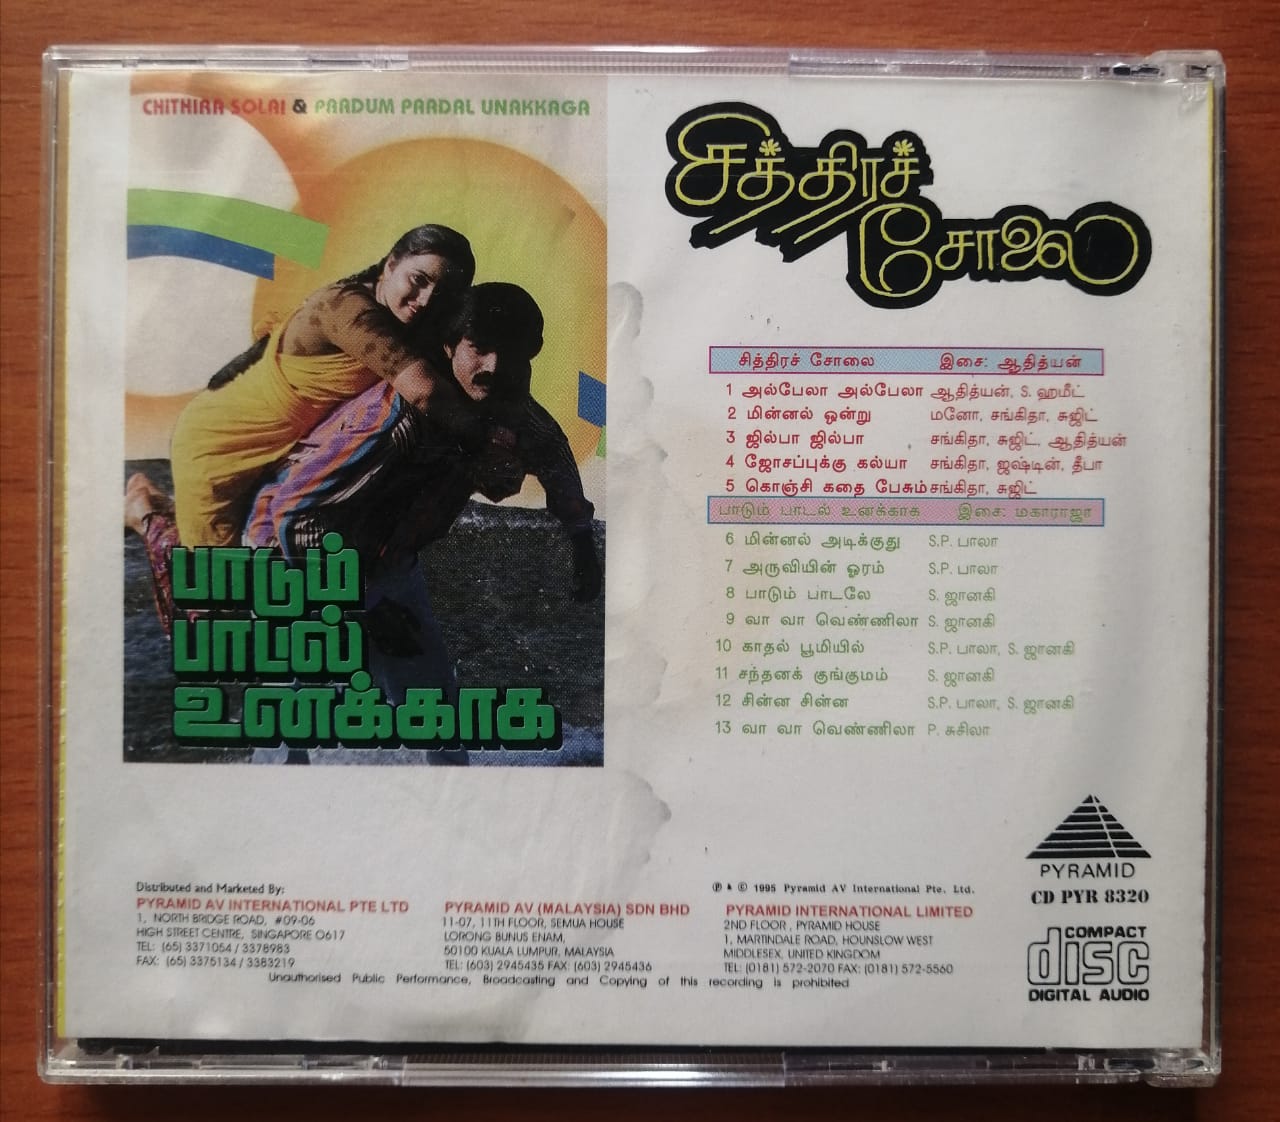 CHITHIRA SOLAI & PAADUM PAADAL UNAKKAGA
பாடும்
பாடல்
உனக்காக
சித்திரச்
சோலை
சித்திரச் சோலை இசை: ஆதித்யன்
1 அல்பேலா அல்பேலா ஆதித்யன், S. ஹமீட்
2 மின்னல் ஒன்று மனோ, சங்கிதா, சுஜிட்
3 ஜில்பா ஜில்பா சங்கிதா, சுஜிட், ஆதித்யன்
4 ஜோசப்புக்கு கல்யா சங்கிதா, ஜஷ்டின், தீபா
5 கொஞ்சி கதை பேசும் சங்கிதா, சுஜிட்
பாடும் பாடல் உனக்காக இசை: மகாராஜா
6 மின்னல் அடிக்குது S.P. பாலா
7 அருவியின் ஓரம் S.P. பாலா
8 பாடும் பாடலே S. ஜானகி
9 வா வா வெண்ணிலா S. ஜானகி
10 காதல் பூமியில் S.P. பாலா, S. ஜானகி
11 சந்தனக் குங்குமம் S. ஜானகி
12 சின்ன சின்ன S.P. பாலா, S. ஜானகி
13 வா வா வெண்ணிலா P. சுசிலா
PYRAMID
CD PYR 8320
COMPACT
disc
DIGITAL AUDIO
℗ & © 1995 Pyramid AV International Pte. Ltd.
Distributed and Marketed By:
PYRAMID AV INTERNATIONAL PTE LTD
1, NORTH BRIDGE ROAD, #09-06
HIGH STREET CENTRE, SINGAPORE 0617
TEL: (65) 3371054 / 3378983
FAX: (65) 3375134 / 3383219
PYRAMID AV (MALAYSIA) SDN BHD
11-07, 11TH FLOOR, SEMUA HOUSE
LORONG BUNUS ENAM,
50100 KUALA LUMPUR, MALAYSIA
TEL: (603) 2945435 FAX: (603) 2945436
PYRAMID INTERNATIONAL LIMITED
2ND FLOOR , PYRAMID HOUSE
1, MARTINDALE ROAD, HOUNSLOW WEST
MIDDLESEX, UNITED KINGDOM
TEL: (0181) 572-2070 FAX: (0181) 572-5560
Unauthorised Public Performance, Broadcasting and Copying of this recording is prohibited